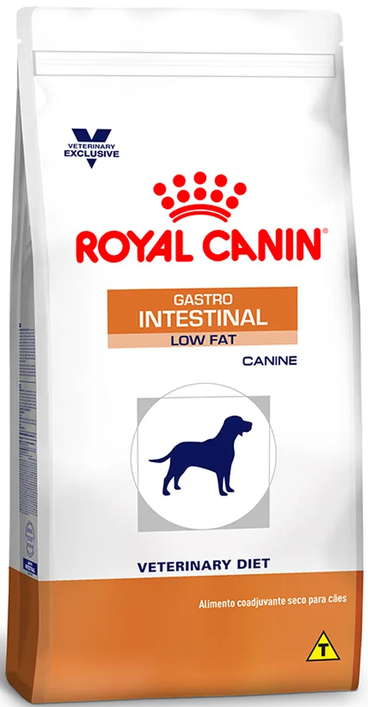 VETERINARY
EXCLUSIVE
ROYAL CANIN
GASTRO
INTESTINAL
LOW FAT
CANINE
VETERINARY DIET
Alimento coadjuvante seco para cães
T